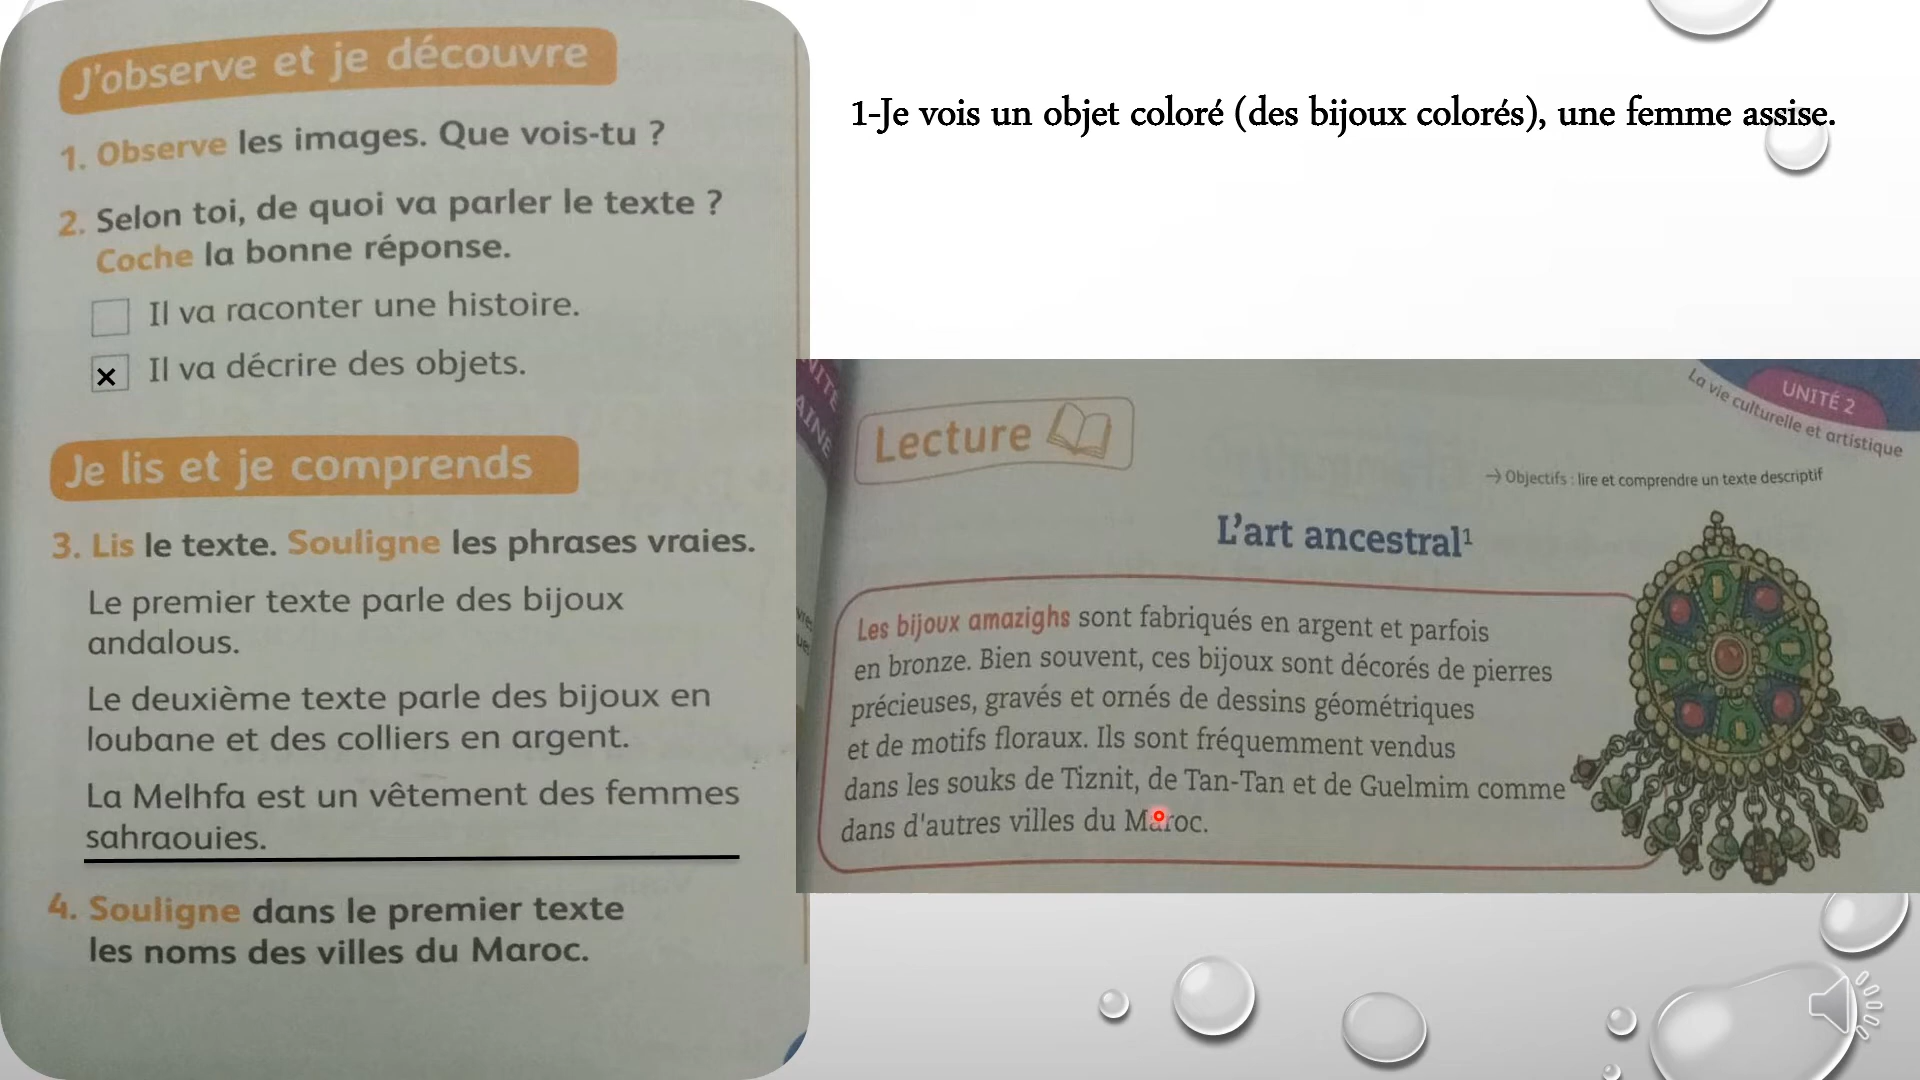 J'observe et je découvre
1. Observe les images. Que vois-tu ?
2. Selon toi, de quoi va parler le texte ?
Coche la bonne réponse.
Il va raconter une histoire.
× Il va décrire des objets.
Je lis et je comprends
3. Lis le texte. Souligne les phrases vraies.
Le premier texte parle des bijoux
andalous.
Le deuxième texte parle des bijoux en
loubane et des colliers en argent.
La Melhfa est un vêtement des femmes
sahraouies.
4. Souligne dans le premier texte
les noms des villes du Maroc.
1-Je vois un objet coloré (des bijoux colorés), une femme assise.
UNITÉ 2
La vie culturelle et artistique
Lecture
→ Objectifs : lire et comprendre un texte descriptif
L'art ancestral¹
Les bijoux amazighs sont fabriqués en argent et parfois
en bronze. Bien souvent, ces bijoux sont décorés de pierres
précieuses, gravés et ornés de dessins géométriques
et de motifs floraux. Ils sont fréquemment vendus
dans les souks de Tiznit, de Tan-Tan et de Guelmim comme
dans d'autres villes du Maroc.